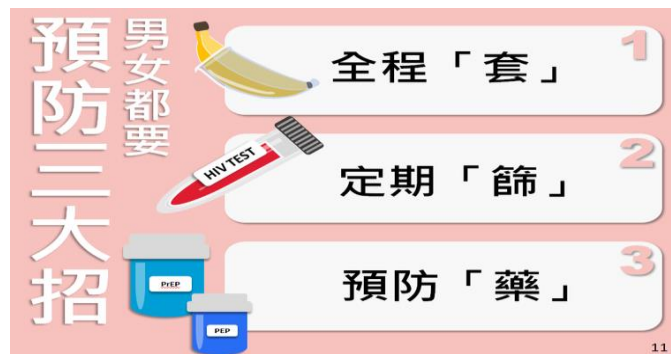 預防三大招
男女都要
1
全程「套」
HIV TEST
2
定期「篩」
PrEP
PEP
3
預防「藥」
11